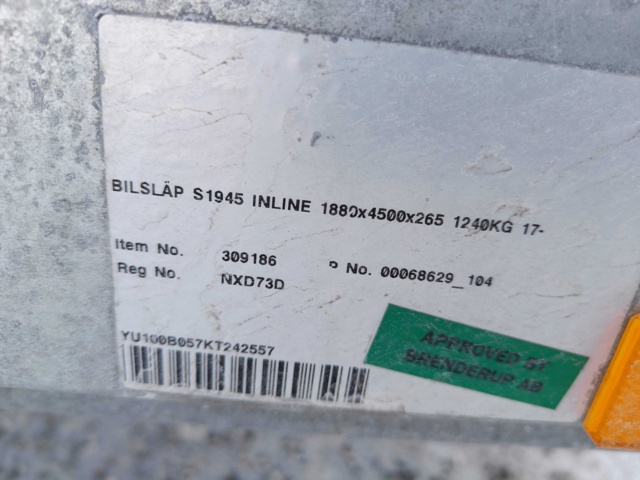 BILSLÄP S1945 INLINE 1880x4500x265 1240KG 17-
Item No. 309186 P No. 00068629_104
Reg No. NXD73D
YU100B057KT242557
APPROVED BY
BRENDERUP AB